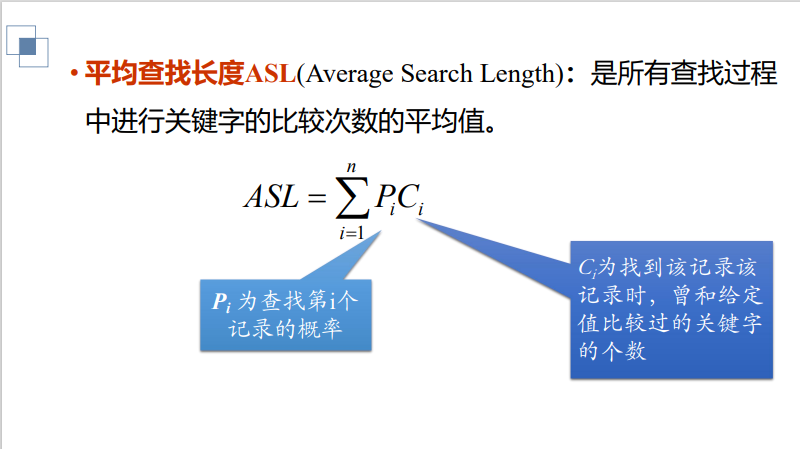 • 平均查找长度ASL(Average Search Length)：是所有查找过程
中进行关键字的比较次数的平均值。
ASL = ∑_{i=1}^{n} P_i C_i
P_i 为查找第i个
记录的概率
C_i为找到该记录该
记录时，曾和给定
值比较过的关键字
的个数